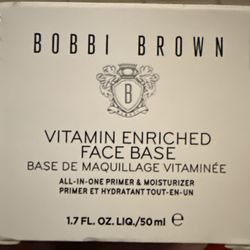 BOBBI BROWN
B
VITAMIN ENRICHED
FACE BASE
BASE DE MAQUILLAGE VITAMINÉE
ALL-IN-ONE PRIMER & MOISTURIZER
PRIMER ET HYDRATANT TOUT-EN-UN
1.7 FL. OZ. LIQ./50 ml ℮